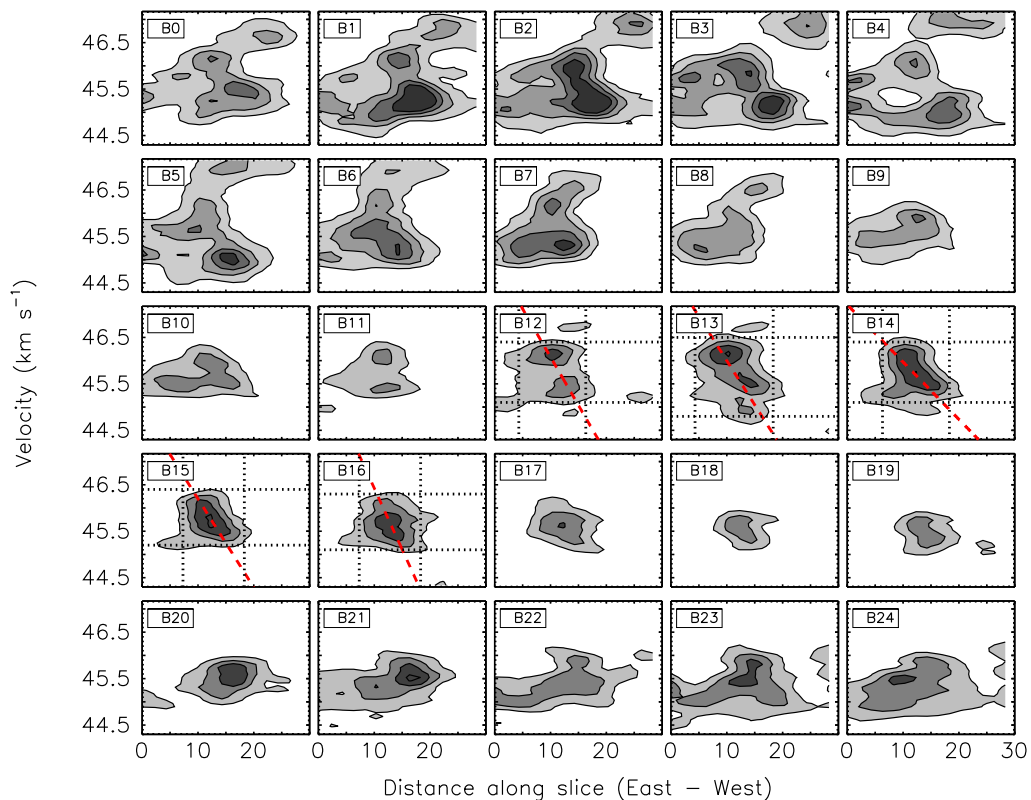 B0 B1 B2 B3 B4
46.5
45.5
44.5
B5 B6 B7 B8 B9
46.5
45.5
44.5
B10 B11 B12 B13 B14
46.5
45.5
44.5
B15 B16 B17 B18 B19
46.5
45.5
44.5
B20 B21 B22 B23 B24
46.5
45.5
44.5
0 10 20 0 10 20 0 10 20 0 10 20 0 10 20 30
Velocity (km s⁻¹)
Distance along slice (East − West)